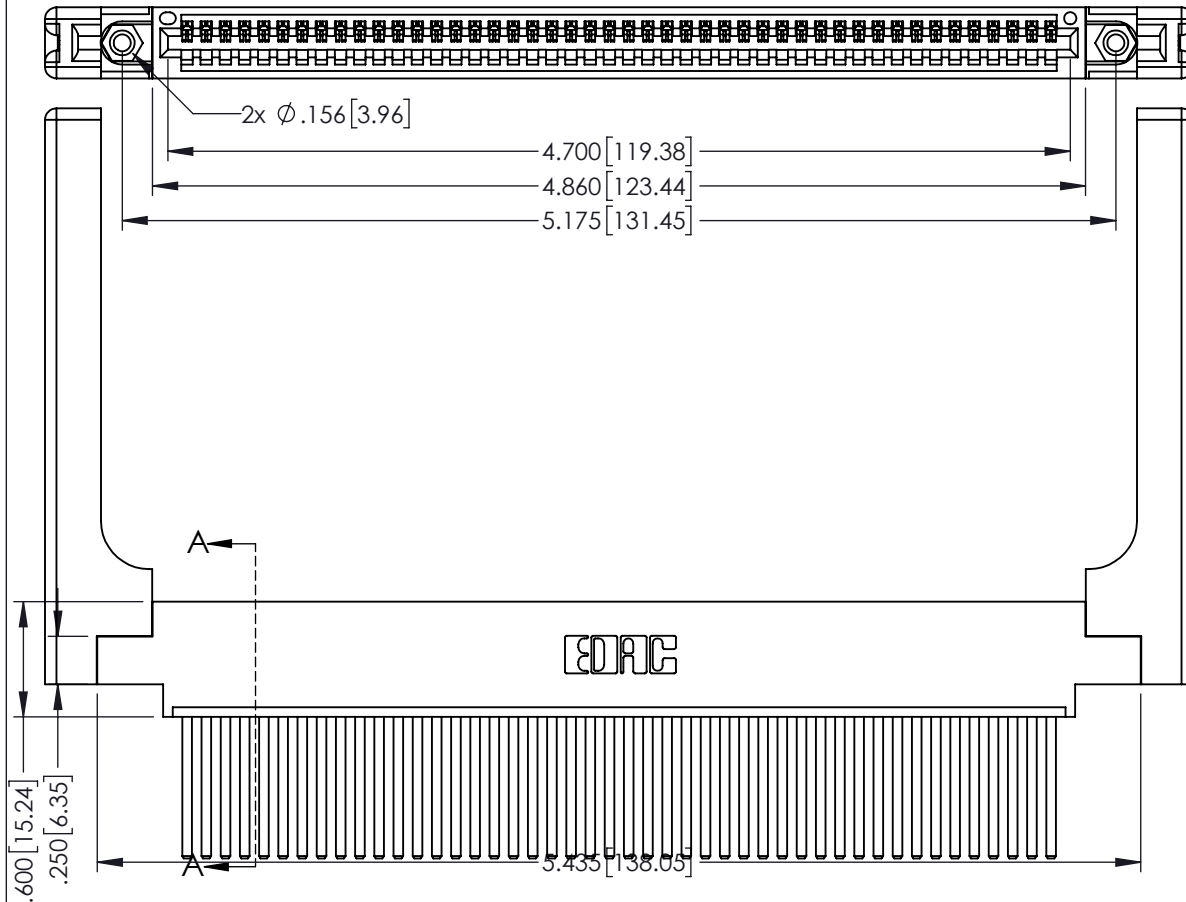 2x Ø.156[3.96]
4.700[119.38]
4.860[123.44]
5.175[131.45]
A
EDAC
.600[15.24]
.250[6.35]
A
5.435[138.05]